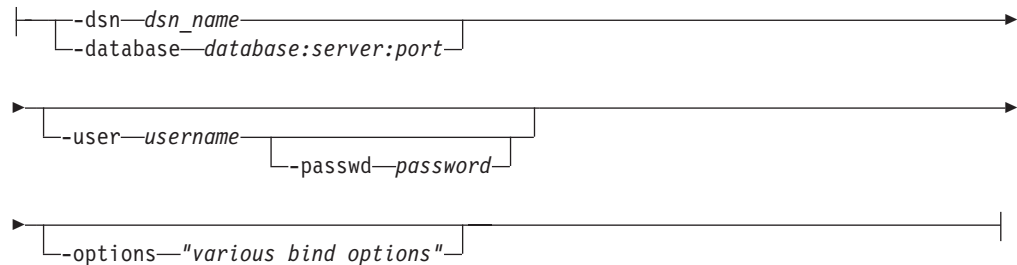 -dsn dsn_name
-database database:server:port
-user username
-passwd password
-options "various bind options"